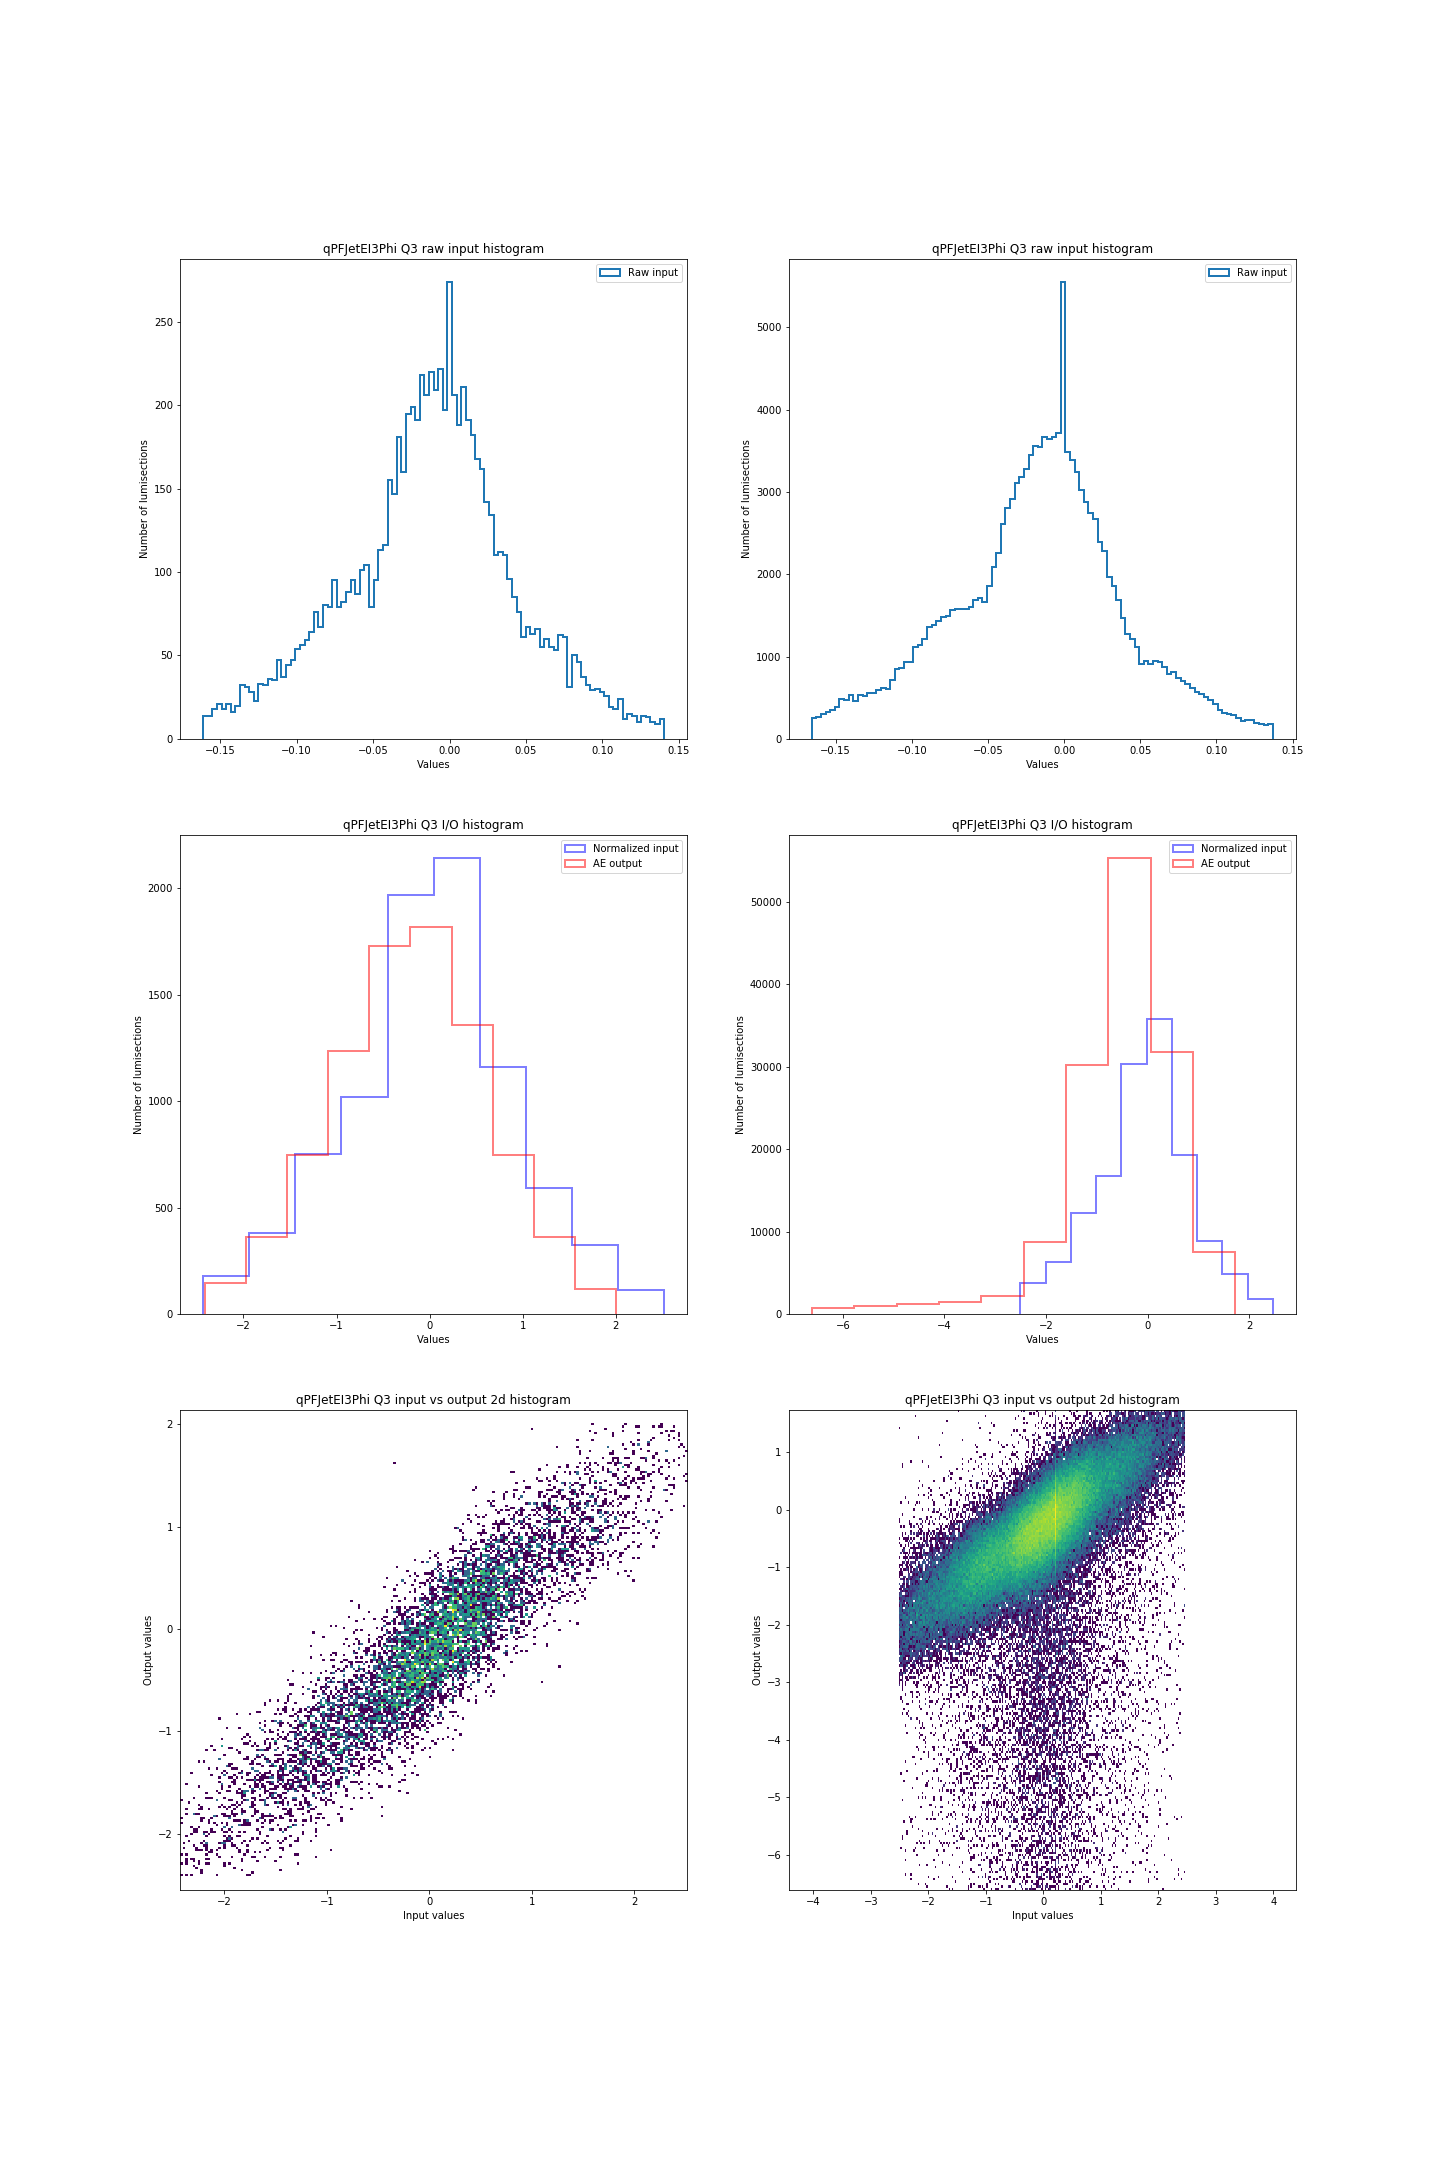 qPFJetEI3Phi Q3 raw input histogram
Raw input
250
200
150
100
50
0
Number of lumisections
−0.15 −0.10 −0.05 0.00 0.05 0.10 0.15
Values
qPFJetEI3Phi Q3 raw input histogram
Raw input
5000
4000
3000
2000
1000
0
Number of lumisections
−0.15 −0.10 −0.05 0.00 0.05 0.10 0.15
Values
qPFJetEI3Phi Q3 I/O histogram
Normalized input
AE output
2000
1500
1000
500
0
Number of lumisections
−2 −1 0 1 2
Values
qPFJetEI3Phi Q3 I/O histogram
Normalized input
AE output
50000
40000
30000
20000
10000
0
Number of lumisections
−6 −4 −2 0 2
Values
qPFJetEI3Phi Q3 input vs output 2d histogram
2
1
0
−1
−2
Output values
−2 −1 0 1 2
Input values
qPFJetEI3Phi Q3 input vs output 2d histogram
1
0
−1
−2
−3
−4
−5
−6
Output values
−4 −3 −2 −1 0 1 2 3 4
Input values